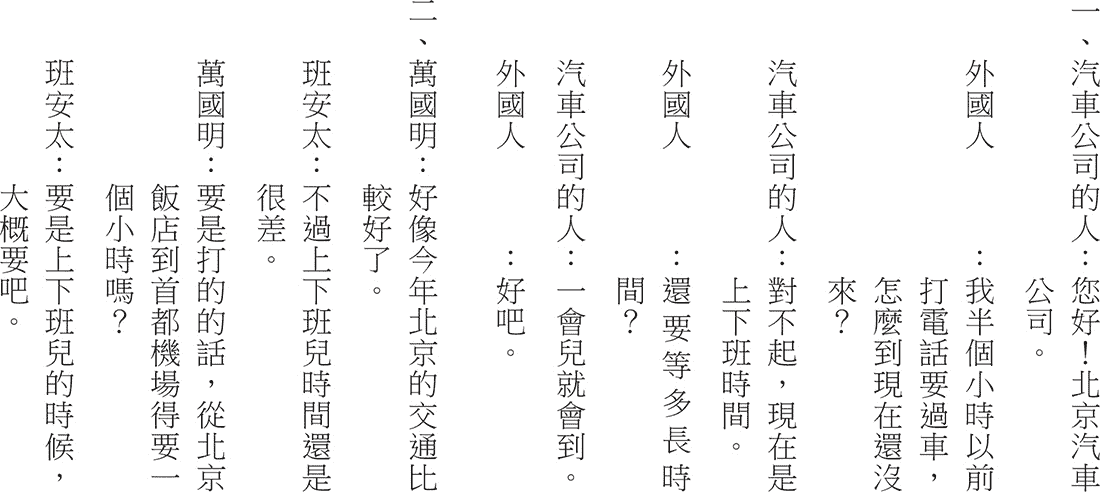 一、汽車公司的人：您好！北京汽車
公司。
外國人：我半個小時以前
打電話要過車，
怎麼到現在還沒
來？
汽車公司的人：對不起，現在是
上下班時間。
外國人：還要等多長時
間？
汽車公司的人：一會兒就會到。
外國人：好吧。
二、萬國明：好像今年北京的交通比
較好了。
班安太：不過上下班兒時間還是
很差。
萬國明：要是打的的話，從北京
飯店到首都機場得要一
個小時嗎？
班安太：要是上下班兒的時候，
大概要吧。